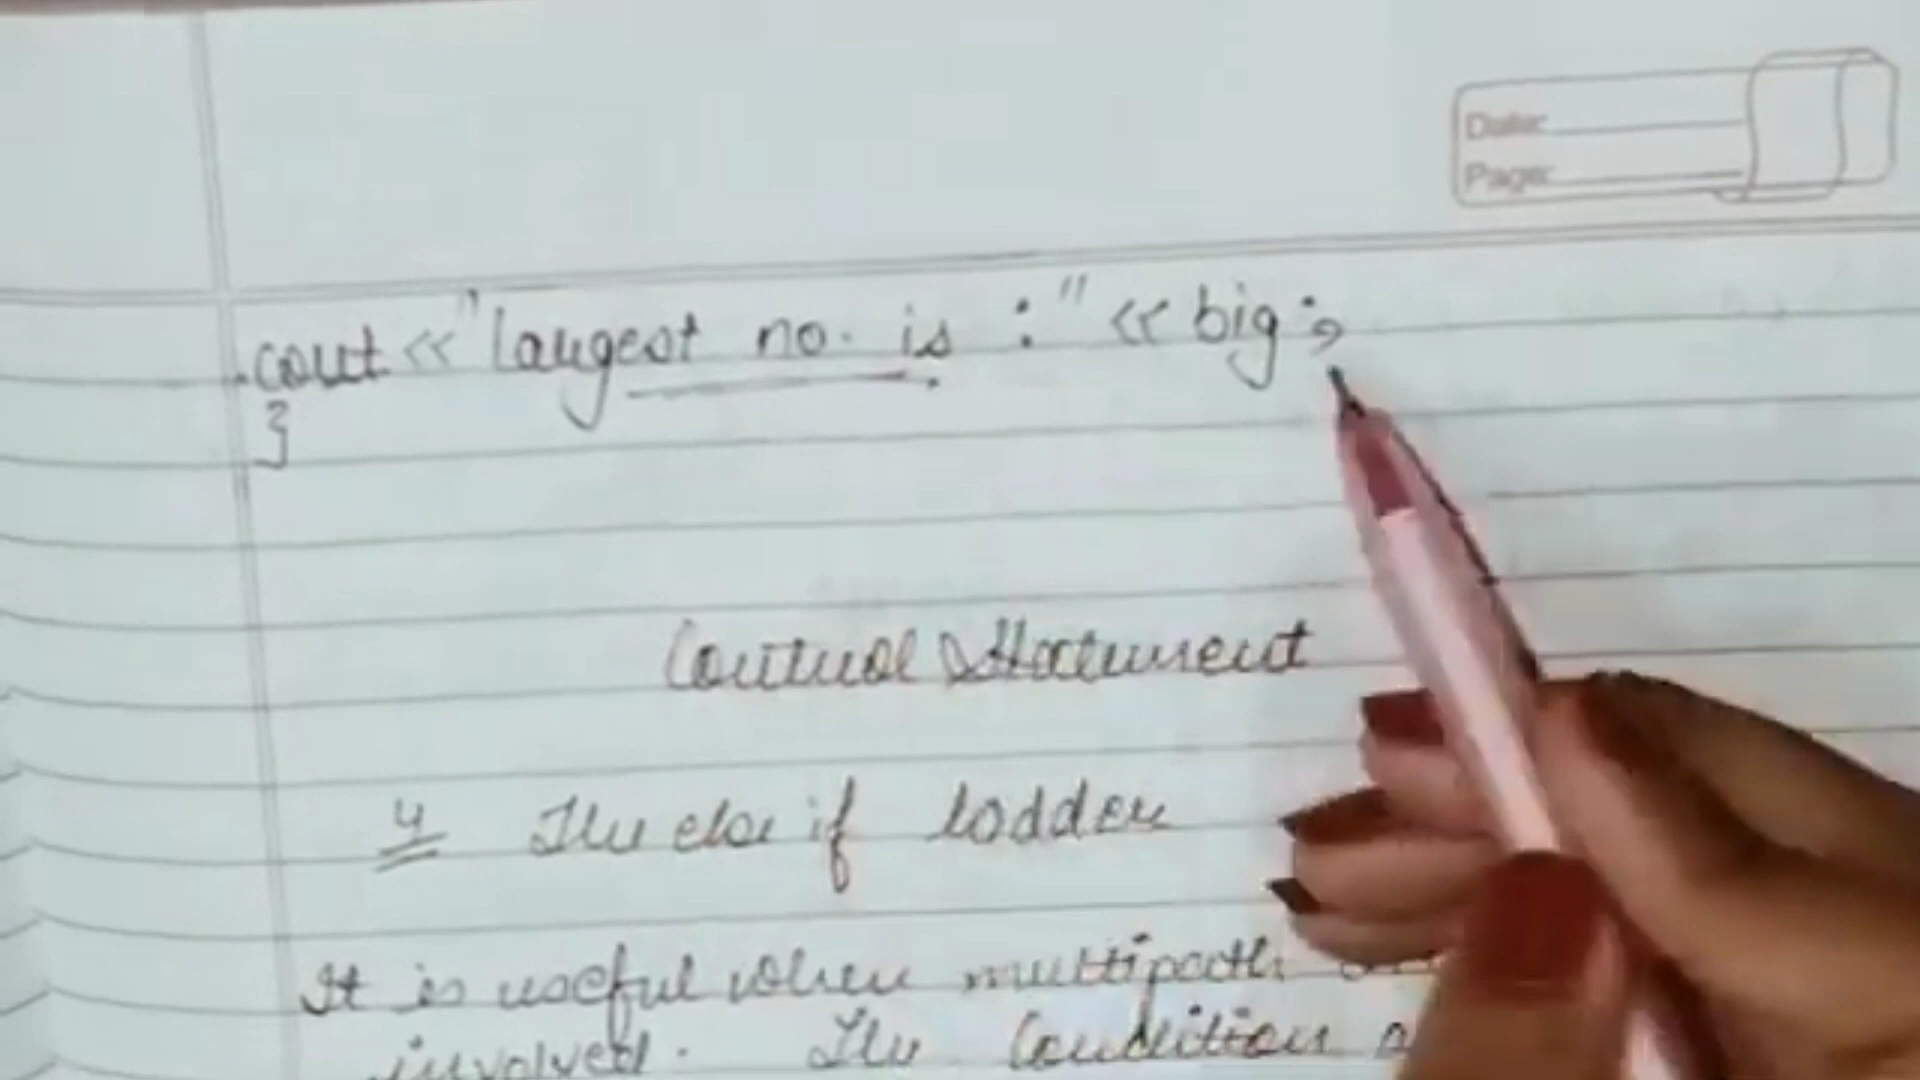 Date:
Page:
cout << "largest no. is : " << big ;
}
Control Statement
4 The else if ladder
It is useful when multipath
involved. The Condition